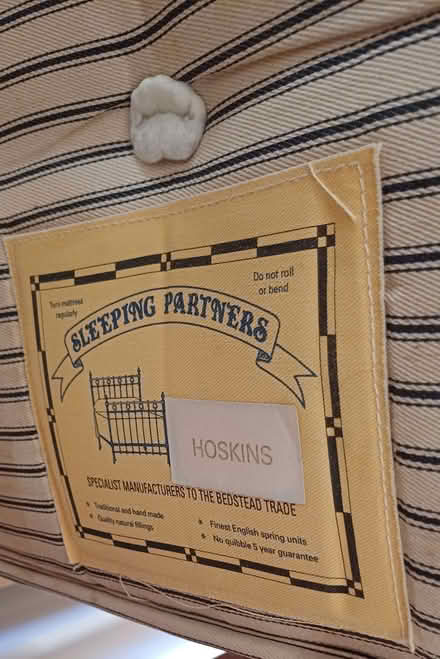 Turn mattress
regularly
Do not roll
or bend
SLEEPING PARTNERS
HOSKINS
SPECIALIST MANUFACTURERS TO THE BEDSTEAD TRADE
* Traditional and hand made
* Quality natural fillings
* Finest English spring units
* No quibble 5 year guarantee